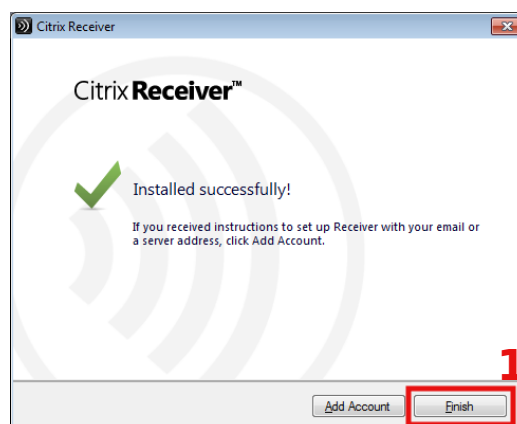 Citrix Receiver
Citrix Receiver™
Installed successfully!
If you received instructions to set up Receiver with your email or
a server address, click Add Account.
1
Add Account Finish